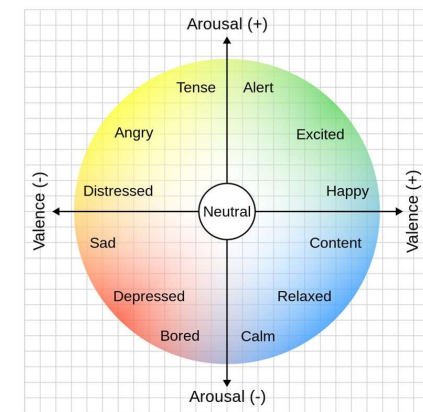 Arousal (+)
Tense
Alert
Angry
Excited
Distressed
Happy
Valence (-)
Neutral
Valence (+)
Sad
Content
Depressed
Relaxed
Bored
Calm
Arousal (-)